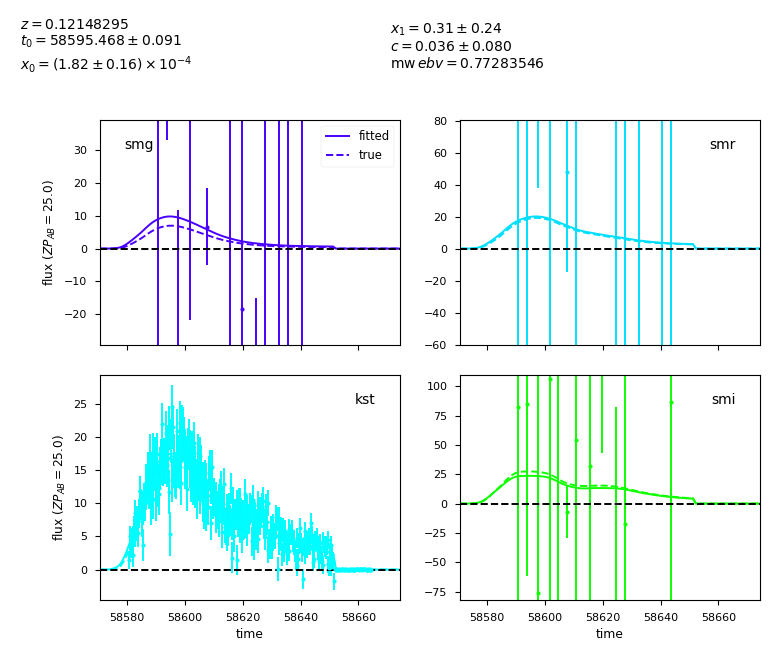 z = 0.12148295
t₀ = 58595.468 ± 0.091
x₀ = (1.82 ± 0.16) × 10⁻⁴
x₁ = 0.31 ± 0.24
c = 0.036 ± 0.080
mw ebv = 0.77283546
smg
fitted
true
30
20
10
0
−10
−20
flux (ZP_AB = 25.0)
smr
80
60
40
20
0
−20
−40
−60
kst
25
20
15
10
5
0
flux (ZP_AB = 25.0)
58580 58600 58620 58640 58660
time
smi
100
75
50
25
0
−25
−50
−75
58580 58600 58620 58640 58660
time